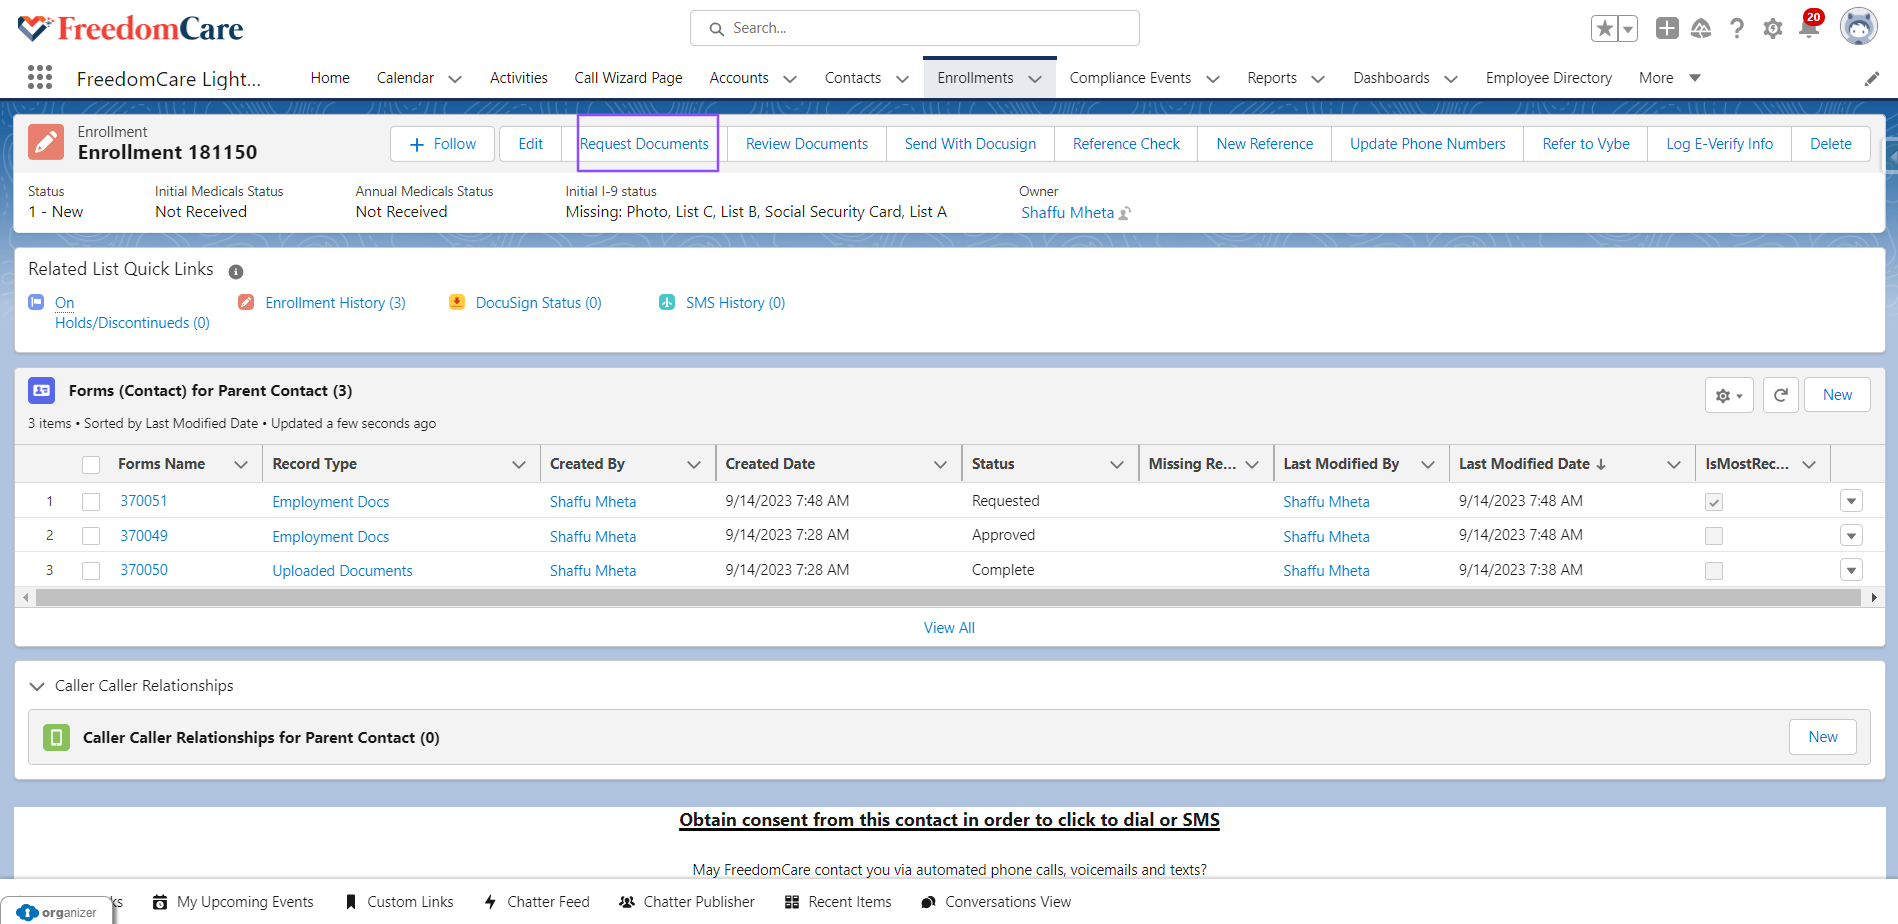 FreedomCare
Search...
20
FreedomCare Light...
Home
Calendar
Activities
Call Wizard Page
Accounts
Contacts
Enrollments
Compliance Events
Reports
Dashboards
Employee Directory
More
Enrollment
Enrollment 181150
Follow
Edit
Request Documents
Review Documents
Send With Docusign
Reference Check
New Reference
Update Phone Numbers
Refer to Vybe
Log E-Verify Info
Delete
Status
1 - New
Initial Medicals Status
Not Received
Annual Medicals Status
Not Received
Initial I-9 status
Missing: Photo, List C, List B, Social Security Card, List A
Owner
Shaffu Mheta
Related List Quick Links
On
Holds/Discontinueds (0)
Enrollment History (3)
DocuSign Status (0)
SMS History (0)
Forms (Contact) for Parent Contact (3)
3 items • Sorted by Last Modified Date • Updated a few seconds ago
New
Forms Name Record Type Created By Created Date Status Missing Re... Last Modified By Last Modified Date IsMostRec...
1 370051 Employment Docs Shaffu Mheta 9/14/2023 7:48 AM Requested Shaffu Mheta 9/14/2023 7:48 AM
2 370049 Employment Docs Shaffu Mheta 9/14/2023 7:28 AM Approved Shaffu Mheta 9/14/2023 7:48 AM
3 370050 Uploaded Documents Shaffu Mheta 9/14/2023 7:28 AM Complete Shaffu Mheta 9/14/2023 7:38 AM
View All
Caller Caller Relationships
Caller Caller Relationships for Parent Contact (0)
New
Obtain consent from this contact in order to click to dial or SMS
May FreedomCare contact you via automated phone calls, voicemails and texts?
organizer
ks
My Upcoming Events
Custom Links
Chatter Feed
Chatter Publisher
Recent Items
Conversations View